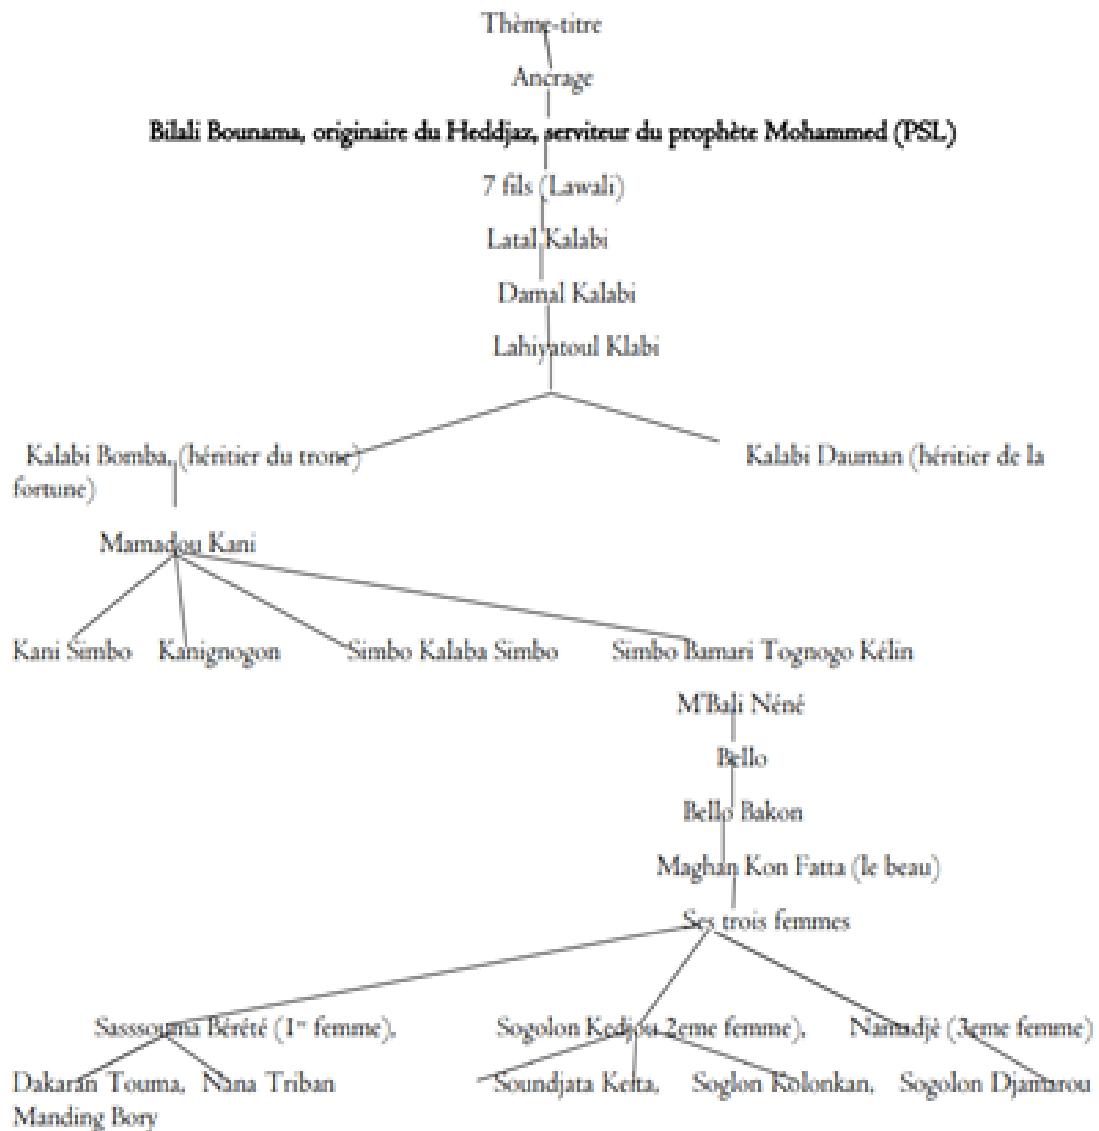 Thème-titre
Ancrage
Bilali Bounama, originaire du Heddjaz, serviteur du prophète Mohammed (PSL)
7 fils (Lawali)
Latal Kalabi
Damal Kalabi
Lahiyatoul Klabi
Kalabi Bomba, (héritier du trone) Kalabi Dauman (héritier de la
fortune)
Mamadou Kani
Kani Simbo Kanignogon Simbo Kalaba Simbo Simbo Bamari Tognogo Kélin
M'Bali Néné
Bello
Bello Bakon
Maghan Kon Fatta (le beau)
Ses trois femmes
Sasssouma Bérété (1re femme), Sogolon Kedjou 2eme femme), Namadjé (3eme femme)
Dakaran Touma, Nana Triban Soundjata Keita, Soglon Kolonkan, Sogolon Djamarou
Manding Bory